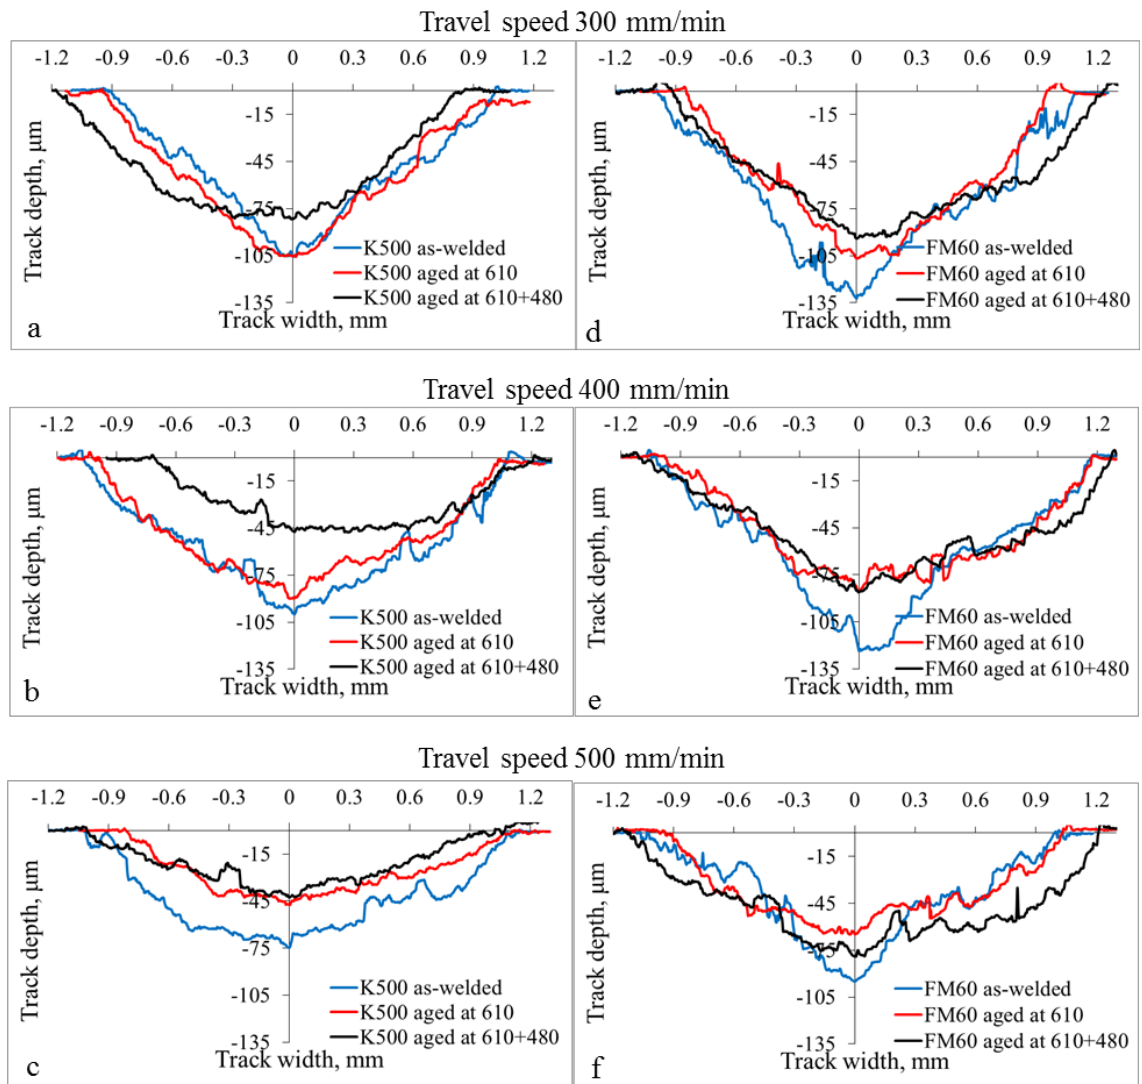 Travel speed 300 mm/min
-1.2 -0.9 -0.6 -0.3 0 0.3 0.6 0.9 1.2
-15
-45
-75
-105
-135
Track depth, µm
K500 as-welded
K500 aged at 610
K500 aged at 610+480
Track width, mm
a
-1.2 -0.9 -0.6 -0.3 0 0.3 0.6 0.9 1.2
-15
-45
-75
-105
-135
Track depth, µm
FM60 as-welded
FM60 aged at 610
FM60 aged at 610+480
Track width, mm
d
Travel speed 400 mm/min
-1.2 -0.9 -0.6 -0.3 0 0.3 0.6 0.9 1.2
-15
-45
-75
-105
-135
Track depth, µm
K500 as-welded
K500 aged at 610
K500 aged at 610+480
Track width, mm
b
-1.2 -0.9 -0.6 -0.3 0 0.3 0.6 0.9 1.2
-15
-45
-75
-105
-135
Track depth, µm
FM60 as-welded
FM60 aged at 610
FM60 aged at 610+480
Track width, mm
e
Travel speed 500 mm/min
-1.2 -0.9 -0.6 -0.3 0 0.3 0.6 0.9 1.2
-15
-45
-75
-105
-135
Track depth, µm
K500 as-welded
K500 aged at 610
K500 aged at 610+480
Track width, mm
c
-1.2 -0.9 -0.6 -0.3 0 0.3 0.6 0.9 1.2
-15
-45
-75
-105
-135
Track depth, µm
FM60 as-welded
FM60 aged at 610
FM60 aged at 610+480
Track width, mm
f